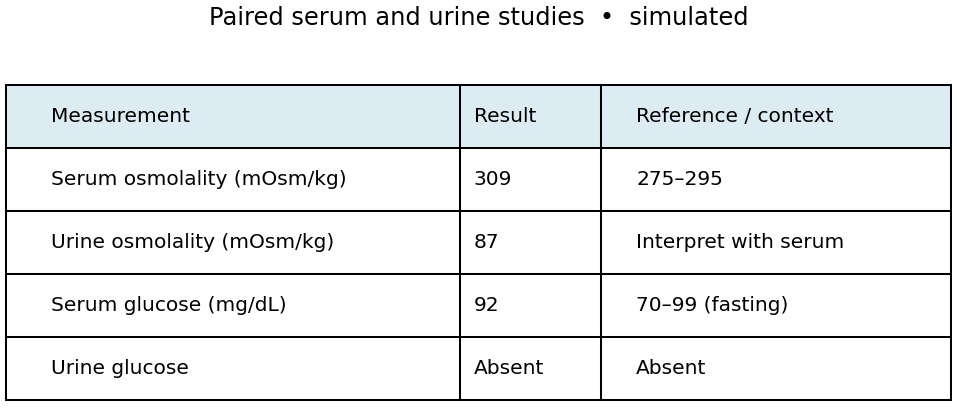 Paired serum and urine studies • simulated
Measurement Result Reference / context
Serum osmolality (mOsm/kg) 309 275–295
Urine osmolality (mOsm/kg) 87 Interpret with serum
Serum glucose (mg/dL) 92 70–99 (fasting)
Urine glucose Absent Absent